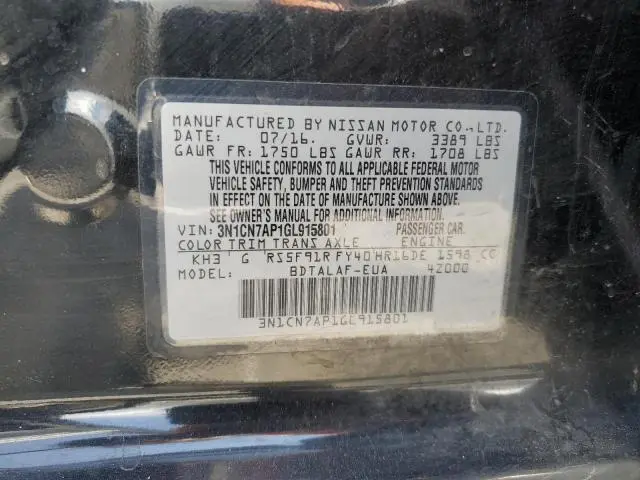 MANUFACTURED BY NISSAN MOTOR CO.,LTD.
DATE: 07/16. GVWR: 3389 LBS
GAWR FR: 1750 LBS GAWR RR: 1708 LBS
THIS VEHICLE CONFORMS TO ALL APPLICABLE FEDERAL MOTOR
VEHICLE SAFETY, BUMPER AND THEFT PREVENTION STANDARDS
IN EFFECT ON THE DATE OF MANUFACTURE SHOWN ABOVE.
SEE OWNER'S MANUAL FOR ADDITIONAL INFORMATION.
VIN: 3N1CN7AP1GL915801 PASSENGER CAR.
COLOR TRIM TRANS AXLE ENGINE
KH3 G RS5F91R FY40 HR16DE 1598 CC
MODEL: BDTALAF-EUA 42000
3N1CN7AP1GL915801